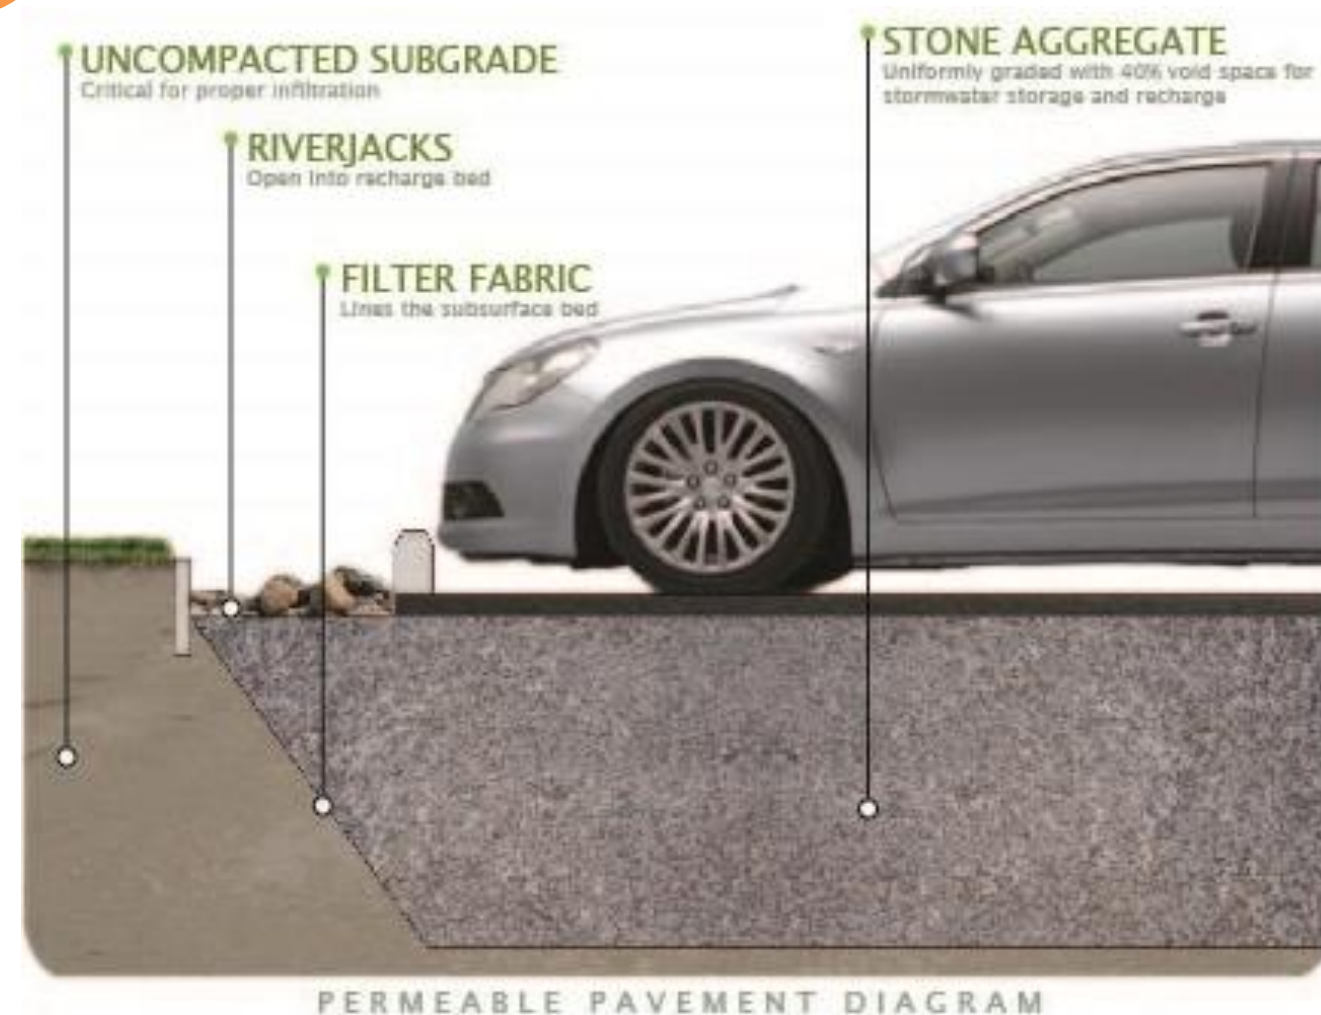 UNCOMPACTED SUBGRADE
Critical for proper infiltration
STONE AGGREGATE
Uniformly graded with 40% void space for
stormwater storage and recharge
RIVERJACKS
Open into recharge bed
FILTER FABRIC
Lines the subsurface bed
PERMEABLE PAVEMENT DIAGRAM